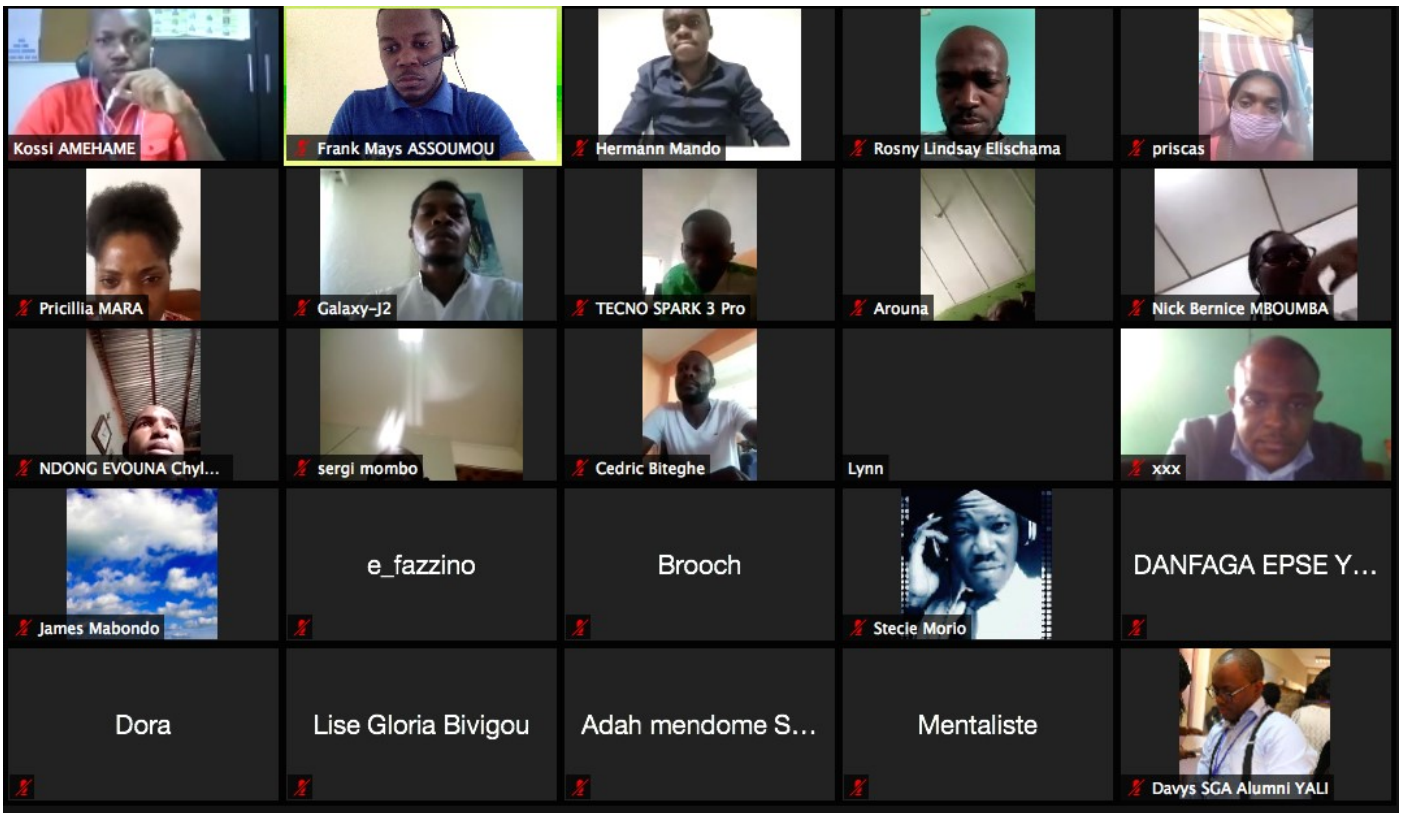 Kossi AMEHAME
Frank Mays ASSOUMOU
Hermann Mando
Rosny Lindsay Elischama
priscas
Pricillia MARA
Galaxy-J2
TECNO SPARK 3 Pro
Arouna
Nick Bernice MBOUMBA
NDONG EVOUNA Chyl...
sergi mombo
Cedric Biteghe
Lynn
xxx
James Mabondo
e_fazzino
Brooch
Stecie Morio
DANFAGA EPSE Y...
Dora
Lise Gloria Bivigou
Adah mendome S...
Mentaliste
Davys SGA Alumni YALI